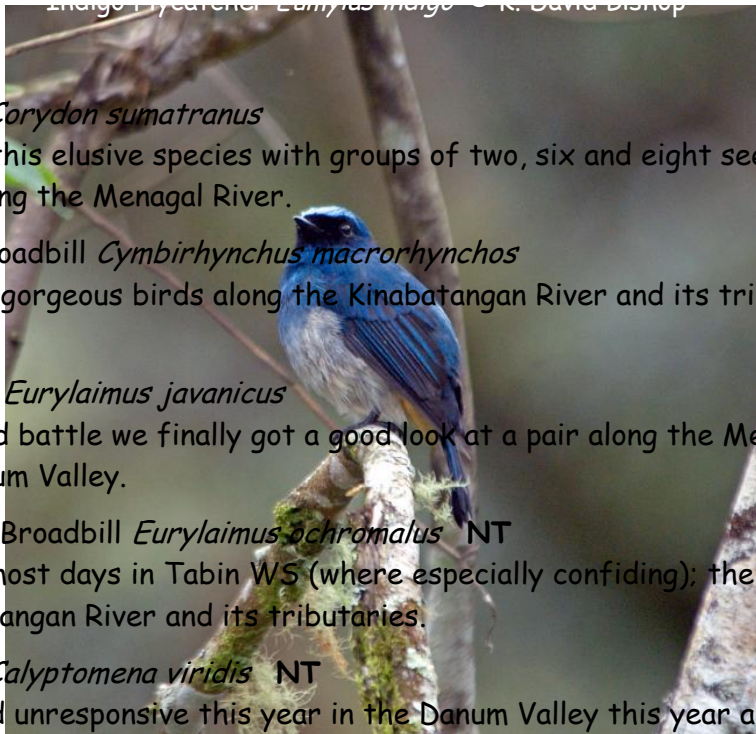 Indigo Flycatcher Eumyias indigo © K. David Bishop
Corydon sumatranus
this elusive species with groups of two, six and eight see
ng the Menagal River.
oadbill Cymbirhynchus macrorhynchos
gorgeous birds along the Kinabatangan River and its tri
Eurylaimus javanicus
d battle we finally got a good look at a pair along the Me
um Valley.
Broadbill Eurylaimus ochromalus NT
ost days in Tabin WS (where especially confiding); the
angan River and its tributaries.
Calyptomena viridis NT
d unresponsive this year in the Danum Valley this year a